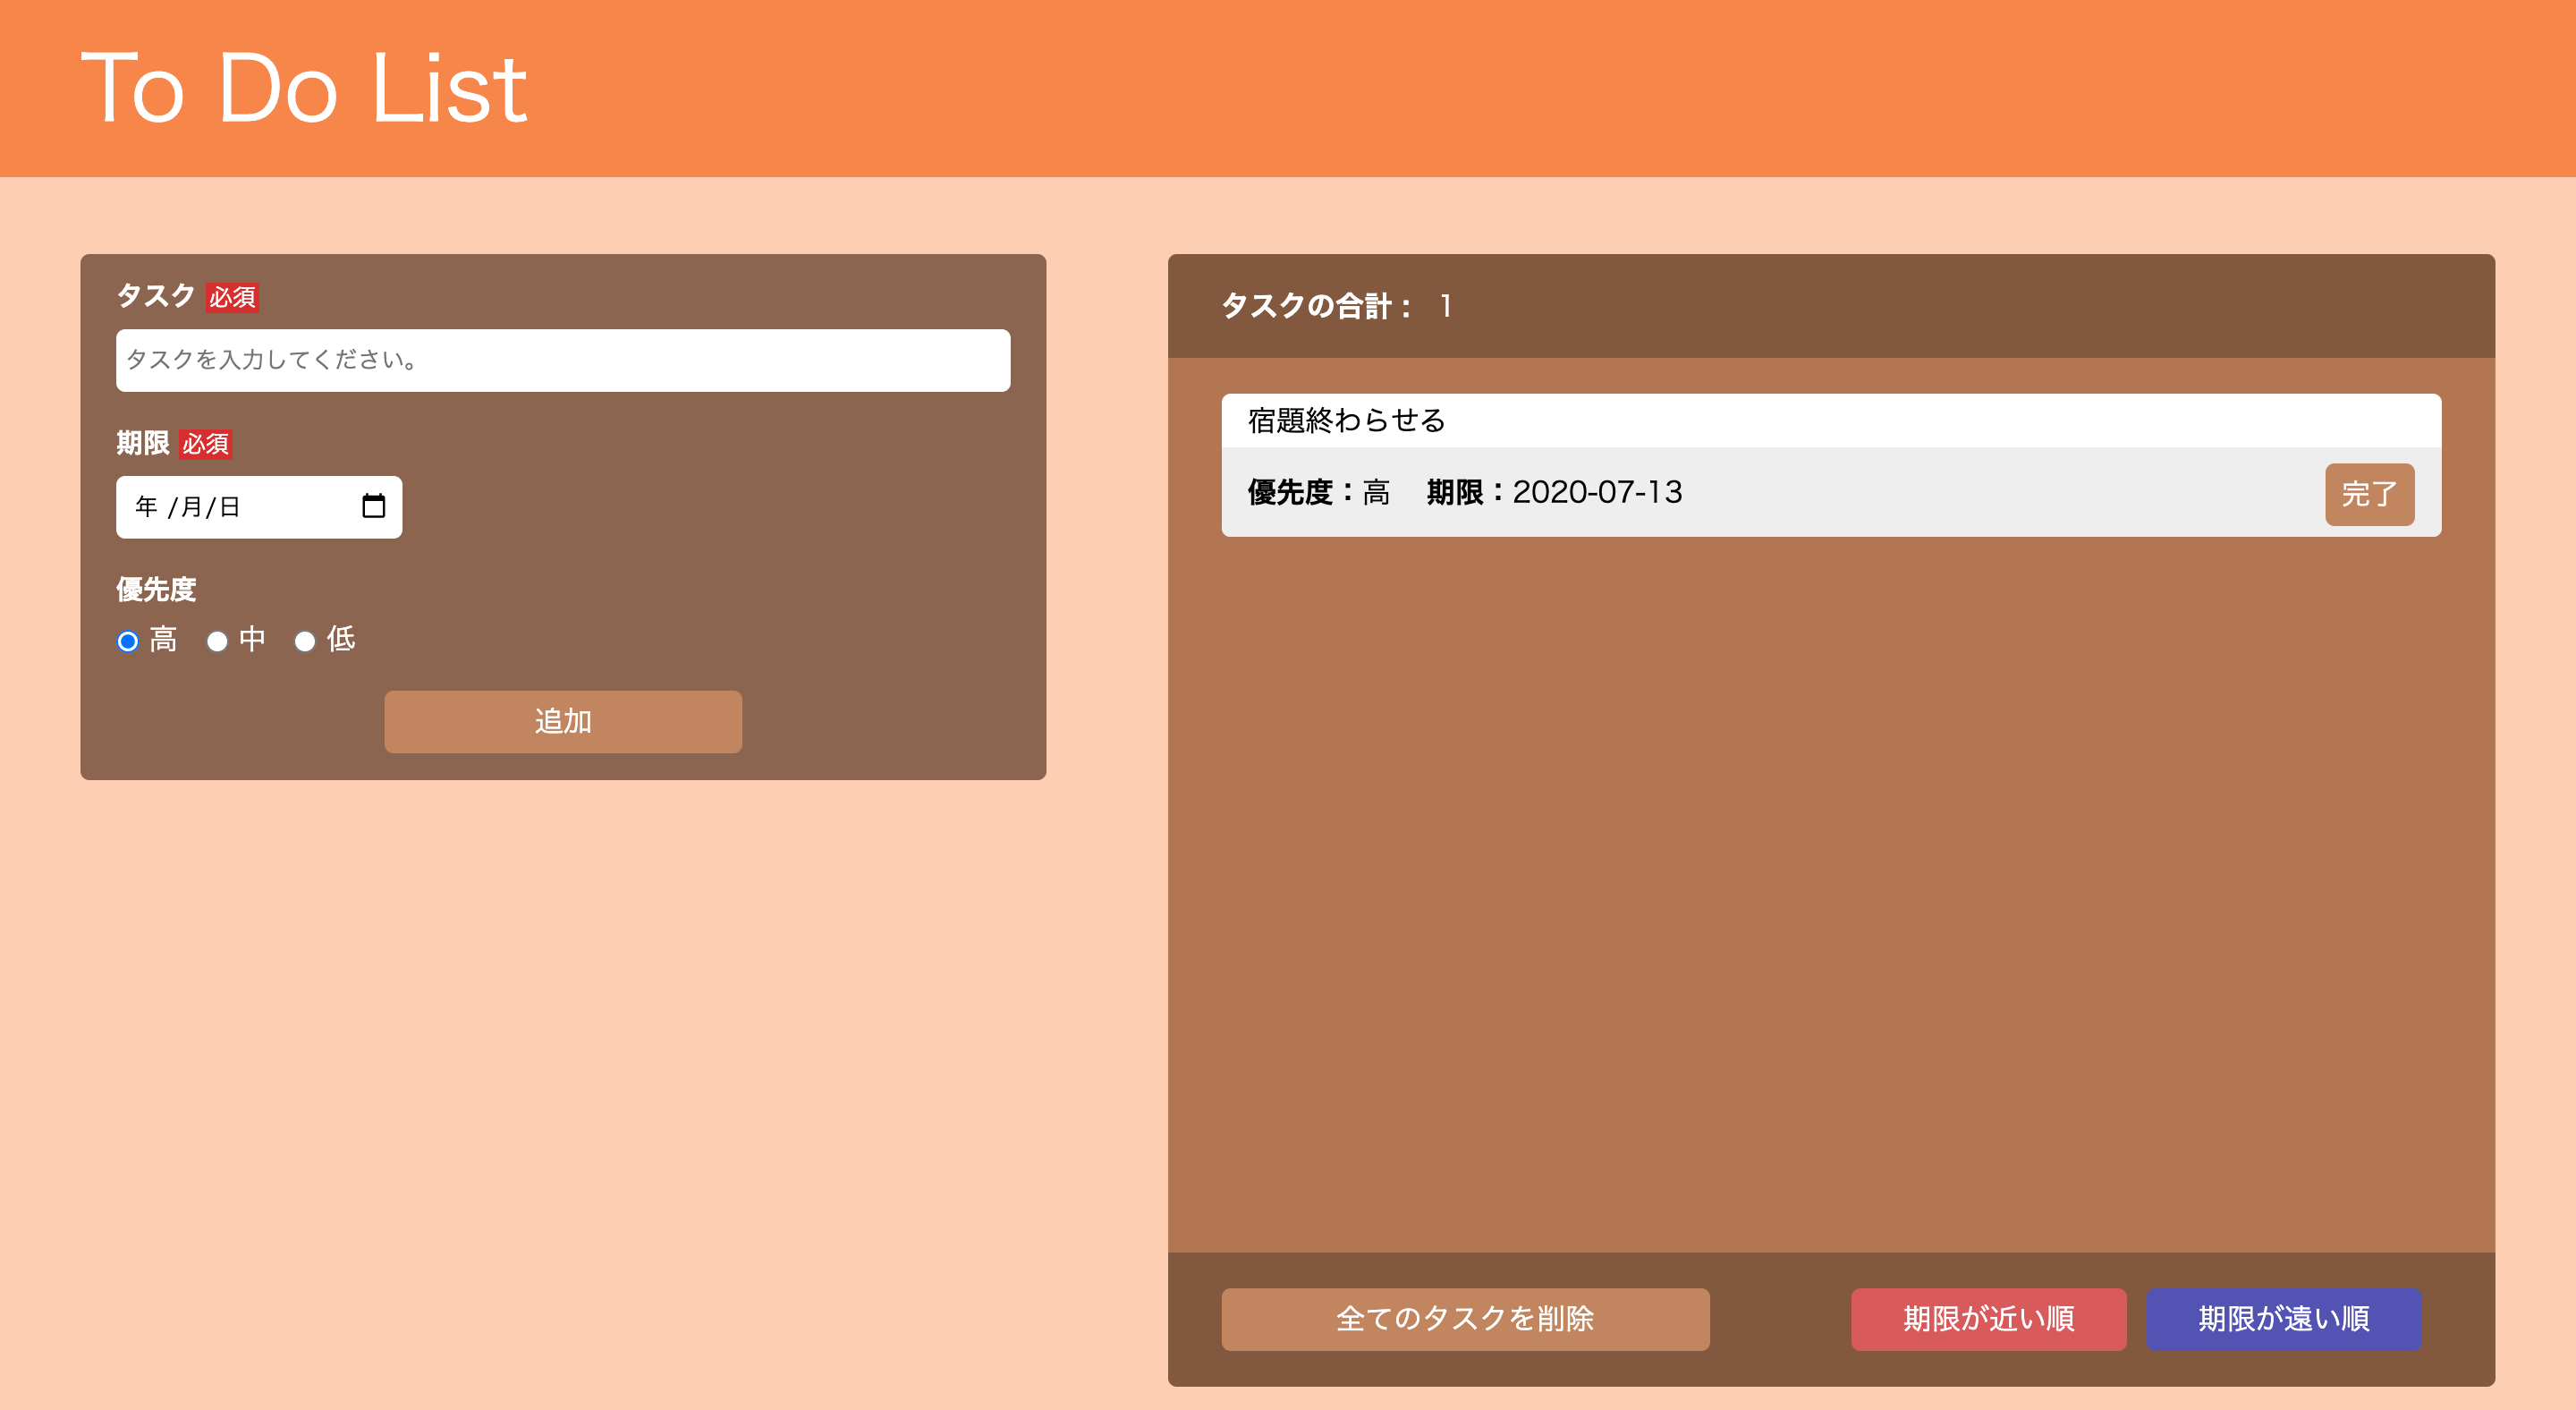 To Do List
タスク 必須
タスクを入力してください。
期限 必須
年 /月/日
優先度
高 中 低
追加
タスクの合計： 1
宿題終わらせる
優先度：高 期限：2020-07-13
完了
全てのタスクを削除
期限が近い順
期限が遠い順